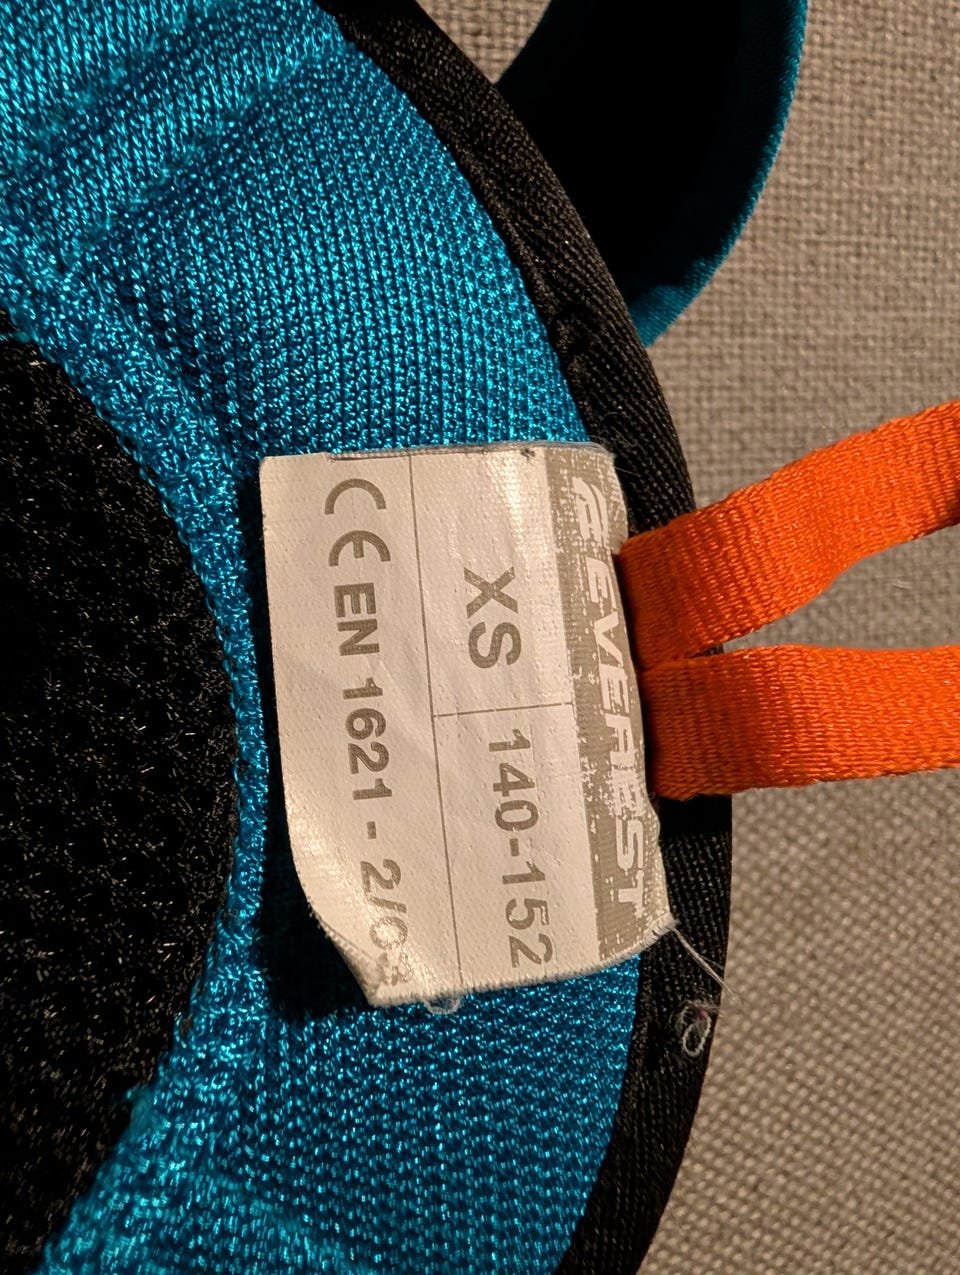 EVEREST
XS 140-152
CE EN 1621 - 2/03